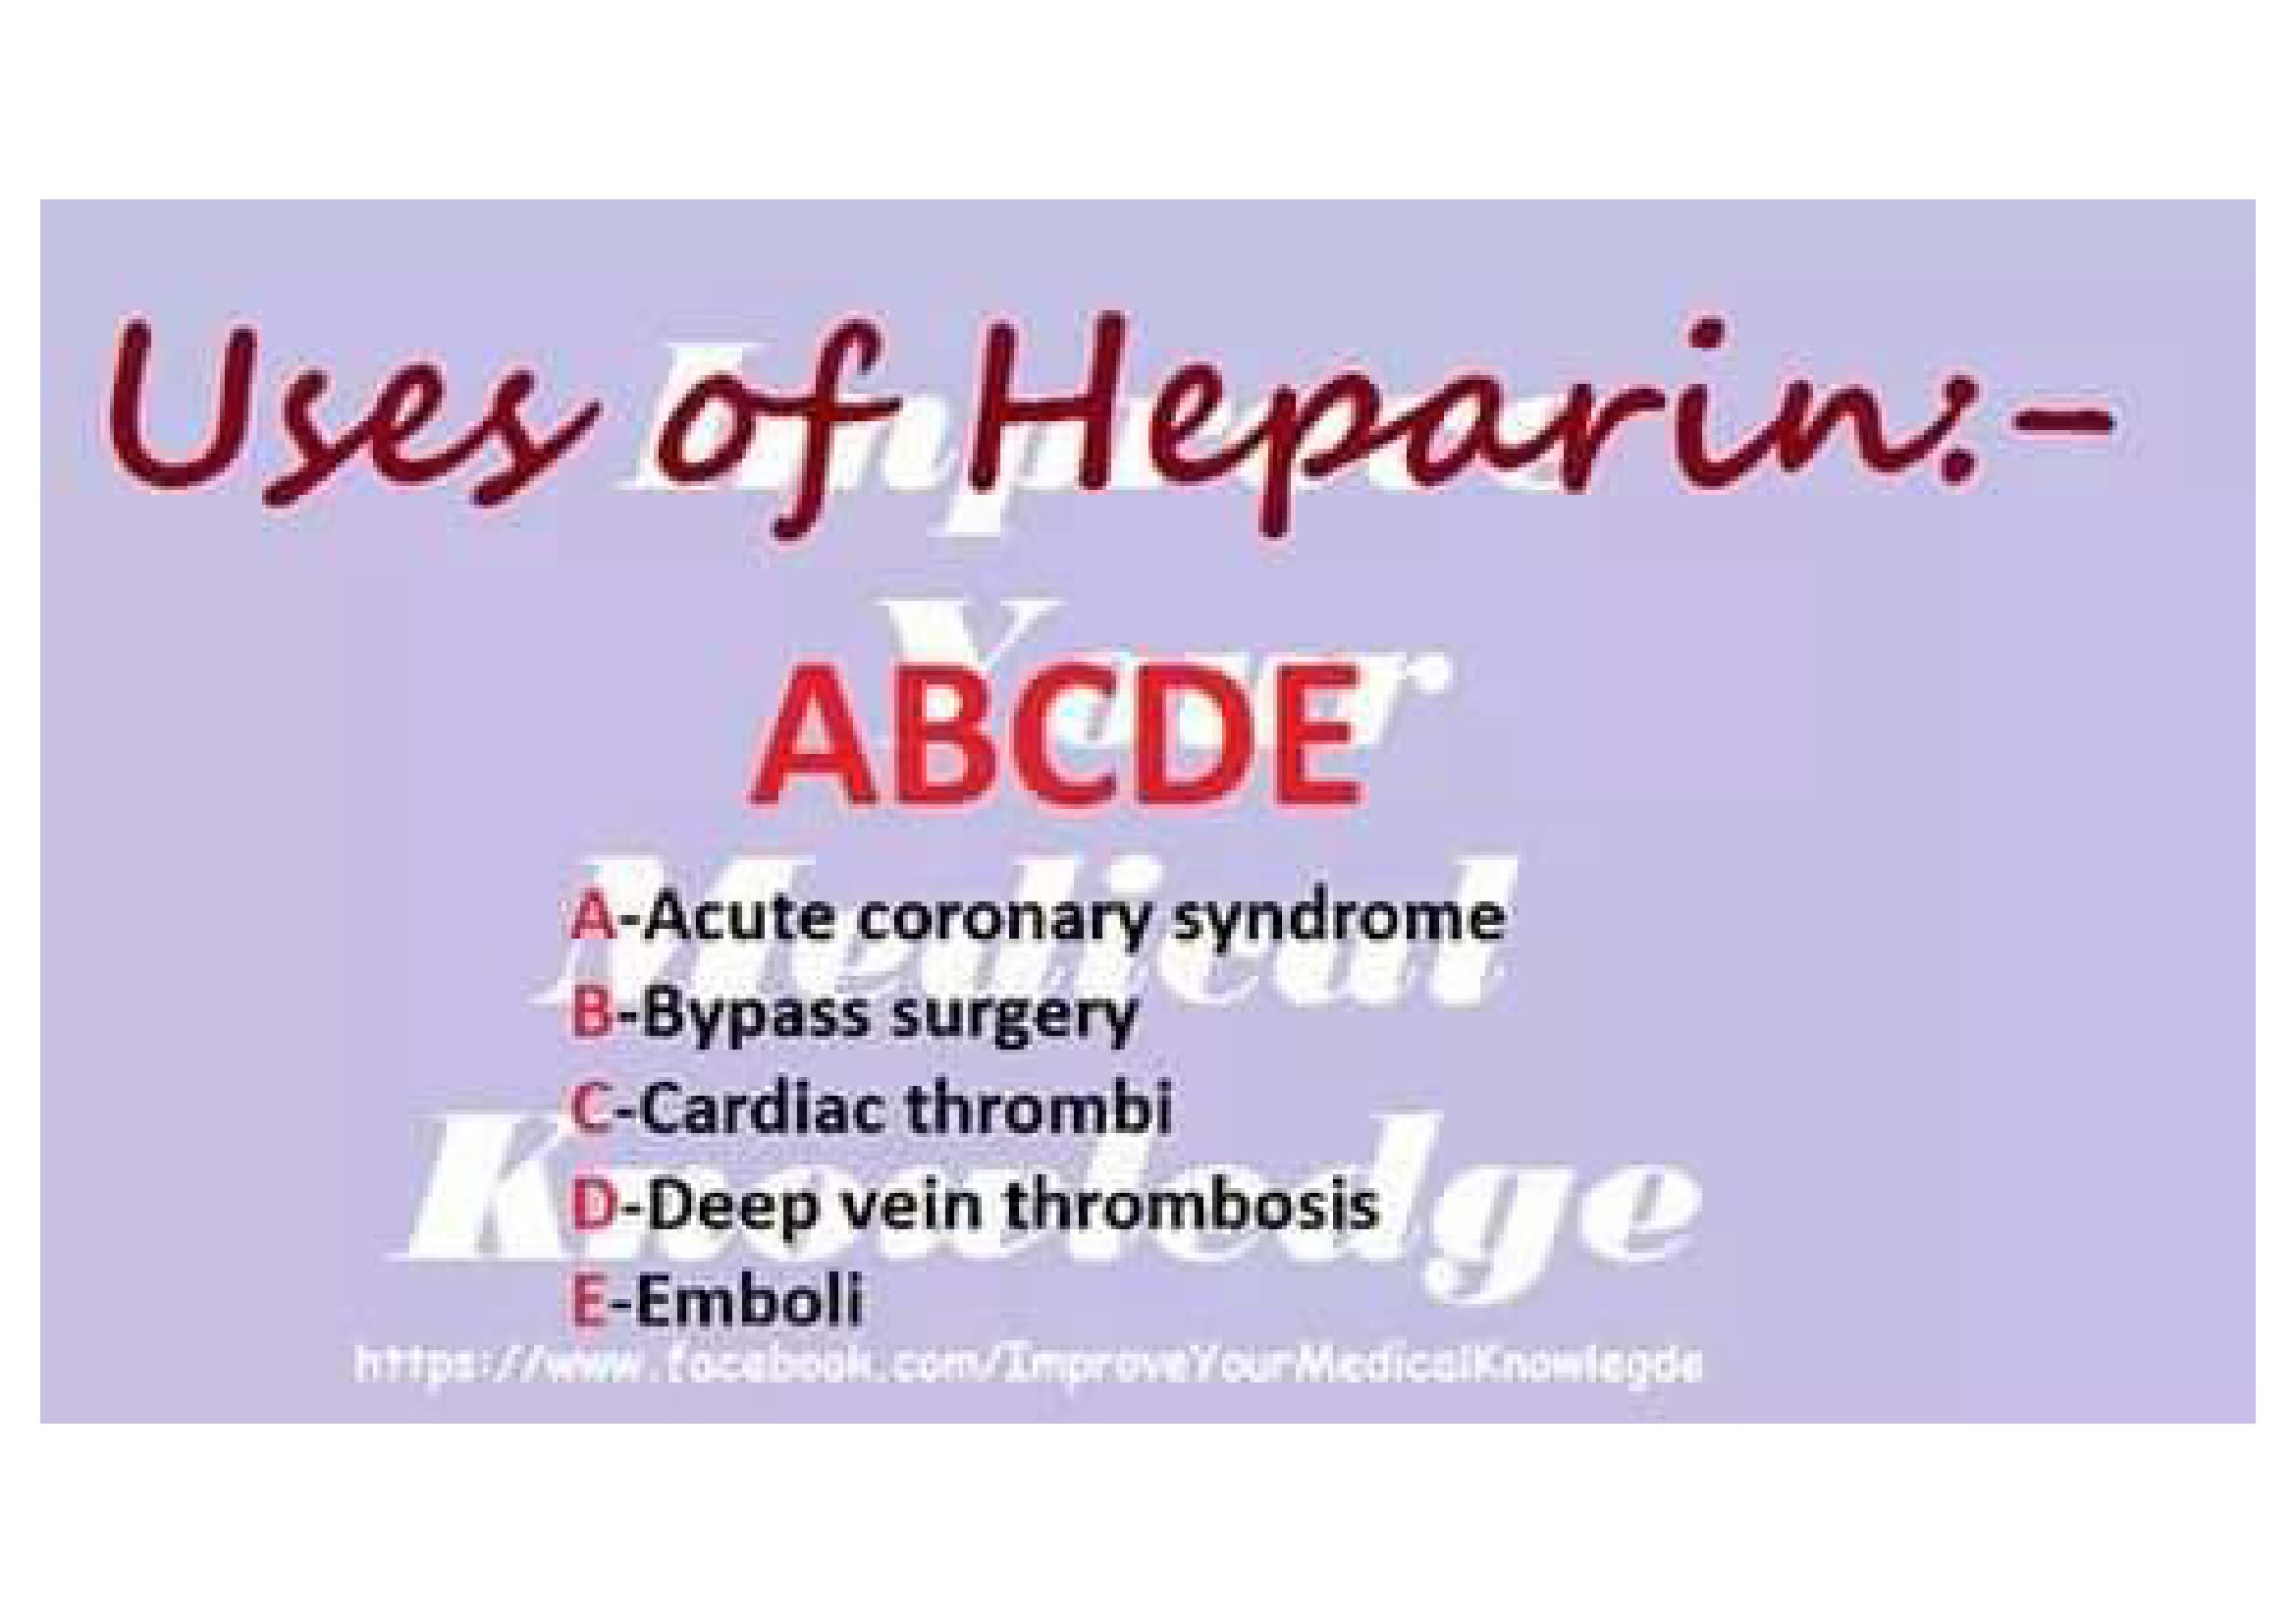 Uses of Heparin:-
Improve
Your
ABCDE
Medical
A-Acute coronary syndrome
B-Bypass surgery
C-Cardiac thrombi
Knowledge
D-Deep vein thrombosis
E-Emboli
https://www.facebook.com/ImproveYourMedicalKnowlegde